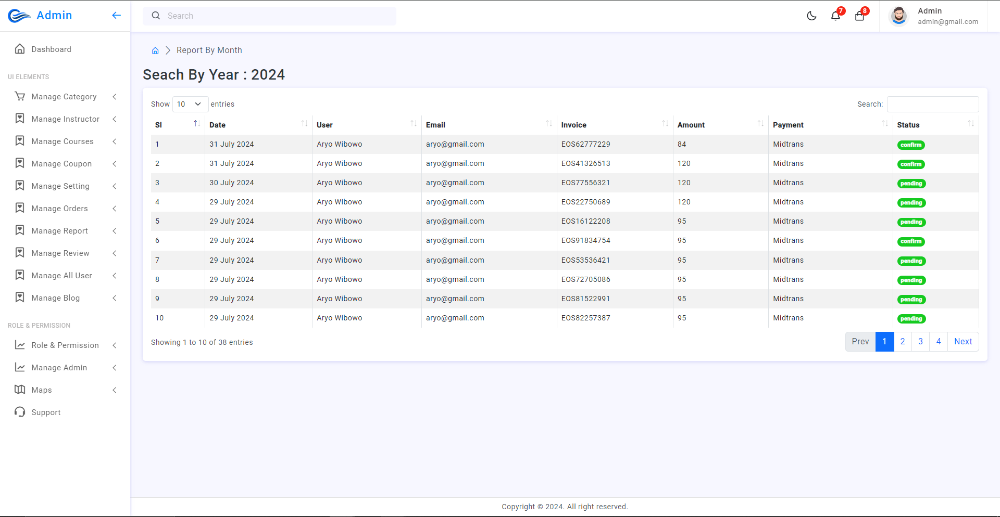 Admin
Search
7
8
Admin
admin@gmail.com
Dashboard
UI ELEMENTS
Manage Category
Manage Instructor
Manage Courses
Manage Coupon
Manage Setting
Manage Orders
Manage Report
Manage Review
Manage All User
Manage Blog
ROLE & PERMISSION
Role & Permission
Manage Admin
Maps
Support
Report By Month
Seach By Year : 2024
Show 10 entries
Search:
Sl Date User Email Invoice Amount Payment Status
1 31 July 2024 Aryo Wibowo aryo@gmail.com EOS62777229 84 Midtrans confirm
2 31 July 2024 Aryo Wibowo aryo@gmail.com EOS41326513 120 Midtrans confirm
3 30 July 2024 Aryo Wibowo aryo@gmail.com EOS77556321 120 Midtrans pending
4 29 July 2024 Aryo Wibowo aryo@gmail.com EOS22750689 120 Midtrans pending
5 29 July 2024 Aryo Wibowo aryo@gmail.com EOS16122208 95 Midtrans pending
6 29 July 2024 Aryo Wibowo aryo@gmail.com EOS91834754 95 Midtrans confirm
7 29 July 2024 Aryo Wibowo aryo@gmail.com EOS53536421 95 Midtrans pending
8 29 July 2024 Aryo Wibowo aryo@gmail.com EOS72705086 95 Midtrans pending
9 29 July 2024 Aryo Wibowo aryo@gmail.com EOS81522991 95 Midtrans pending
10 29 July 2024 Aryo Wibowo aryo@gmail.com EOS82257387 95 Midtrans pending
Showing 1 to 10 of 38 entries
Prev 1 2 3 4 Next
Copyright © 2024. All right reserved.